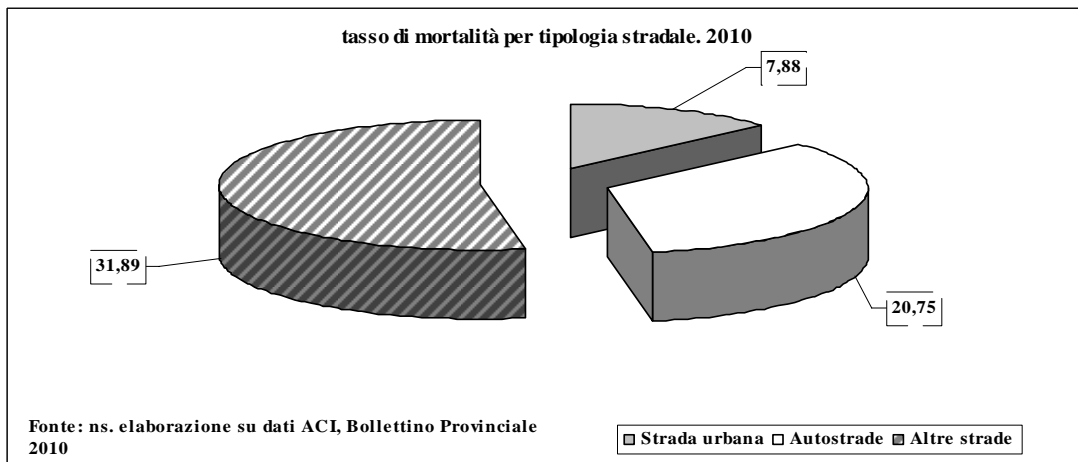 tasso di mortalità per tipologia stradale. 2010
7,88
31,89
20,75
Fonte: ns. elaborazione su dati ACI, Bollettino Provinciale
2010
Strada urbana Autostrade Altre strade